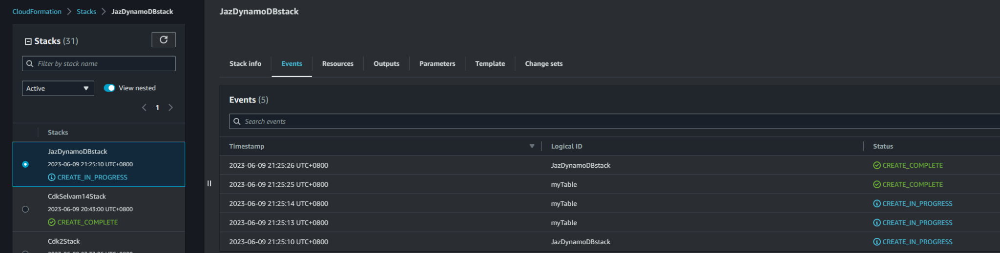 CloudFormation > Stacks > JazDynamoDBstack
Stacks (31)
Filter by stack name
Active
View nested
1
Stacks
JazDynamoDBstack
2023-06-09 21:25:10 UTC+0800
CREATE_IN_PROGRESS
CdkSelvam14Stack
2023-06-09 20:43:00 UTC+0800
CREATE_COMPLETE
Cdk2Stack
JazDynamoDBstack
Stack info Events Resources Outputs Parameters Template Change sets
Events (5)
Search events
Timestamp Logical ID Status
2023-06-09 21:25:26 UTC+0800 JazDynamoDBstack CREATE_COMPLETE
2023-06-09 21:25:25 UTC+0800 myTable CREATE_COMPLETE
2023-06-09 21:25:14 UTC+0800 myTable CREATE_IN_PROGRESS
2023-06-09 21:25:13 UTC+0800 myTable CREATE_IN_PROGRESS
2023-06-09 21:25:10 UTC+0800 JazDynamoDBstack CREATE_IN_PROGRESS